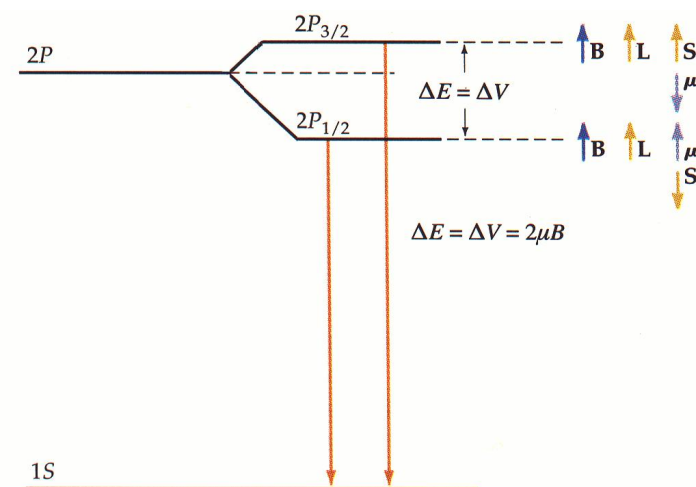 2P
2P3/2
B L S
μ
ΔE = ΔV
2P1/2
B L μ
S
ΔE = ΔV = 2μB
1S